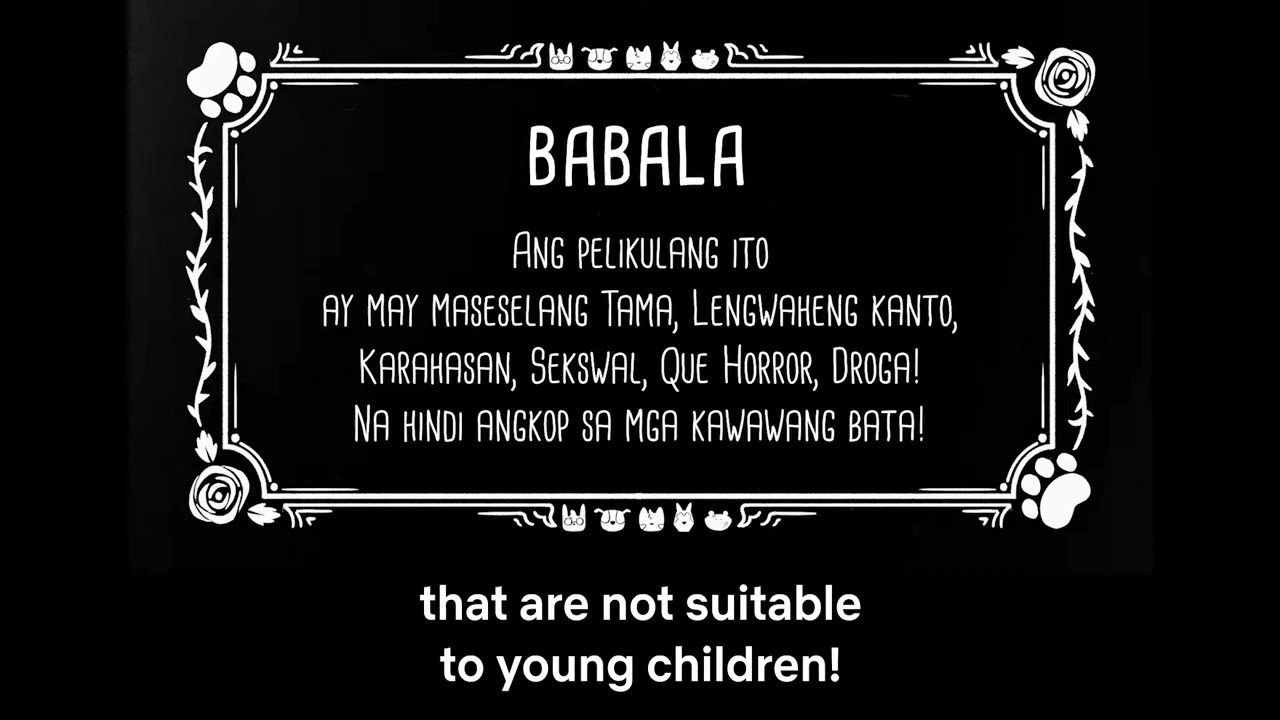 BABALA
Ang pelikulang ito
ay may maseselang Tama, Lengwaheng kanto,
Karahasan, Sekswal, Que Horror, Droga!
Na hindi angkop sa mga kawawang bata!
that are not suitable
to young children!